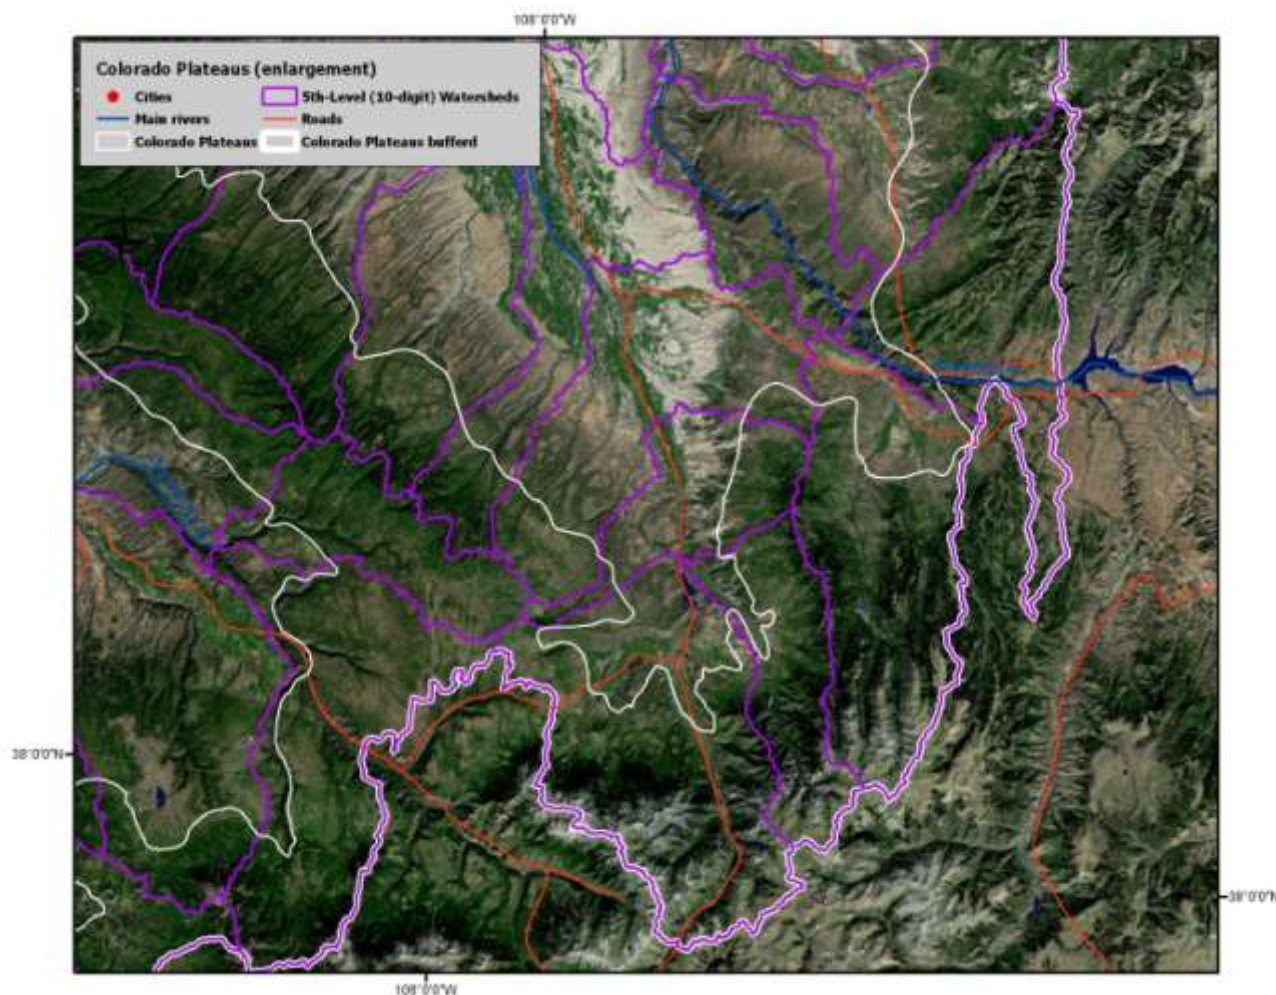 108°0'0"W
Colorado Plateaus (enlargement)
Cities
5th-Level (10-digit) Watersheds
Main rivers
Roads
Colorado Plateaus
Colorado Plateaus bufferd
38°0'0"N
38°0'0"N
108°0'0"W